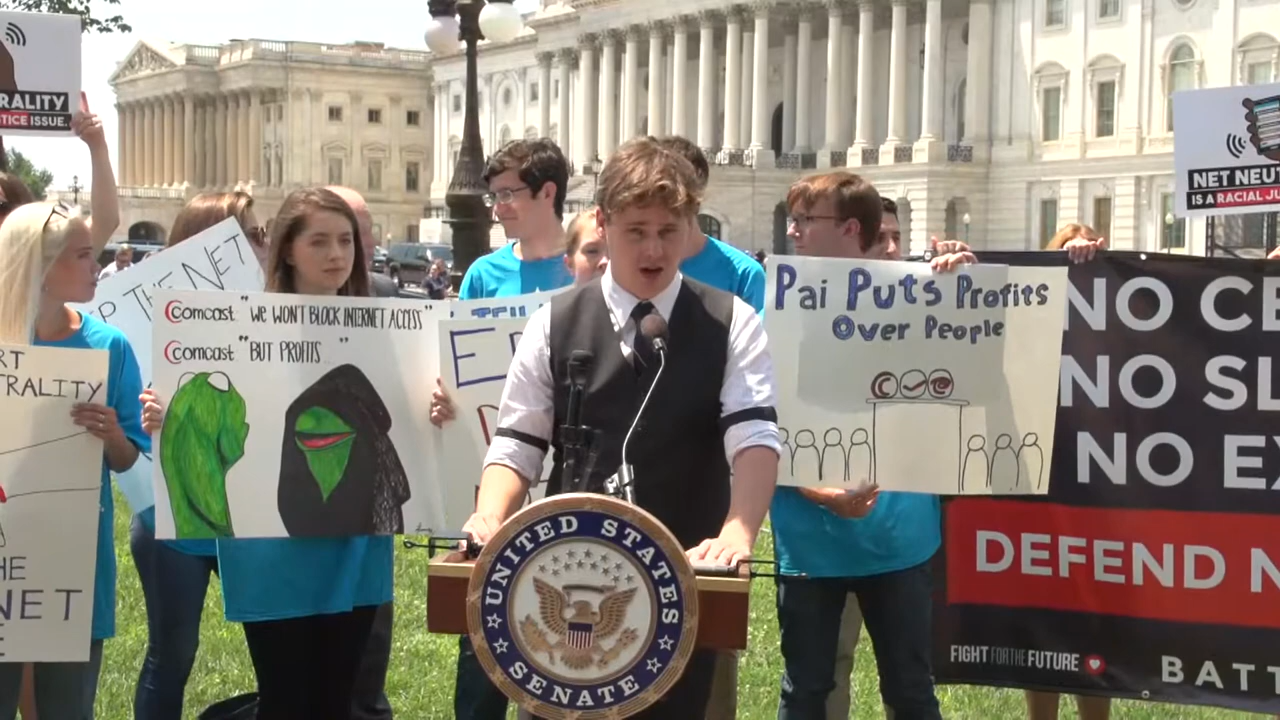 RALITY
TICE ISSUE.
P THE NET
Comcast "WE WON'T BLOCK INTERNET ACCESS"
Comcast "BUT PROFITS..."
RT
TRALITY
HE
NET
E
Pai Puts Profits
Over People
UNITED STATES
SENATE
NET NEUT
IS A RACIAL JU
NO CE
NO SL
NO EX
DEFEND N
FIGHT FOR THE FUTURE
BATT